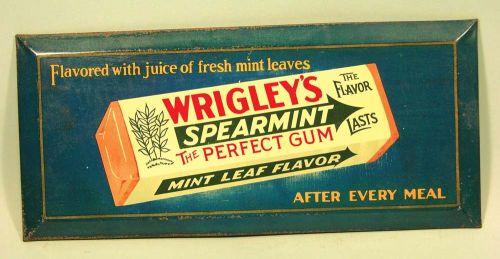 Flavored with juice of fresh mint leaves
WRIGLEY'S
SPEARMINT
THE PERFECT GUM
MINT LEAF FLAVOR
THE
FLAVOR
LASTS
AFTER EVERY MEAL